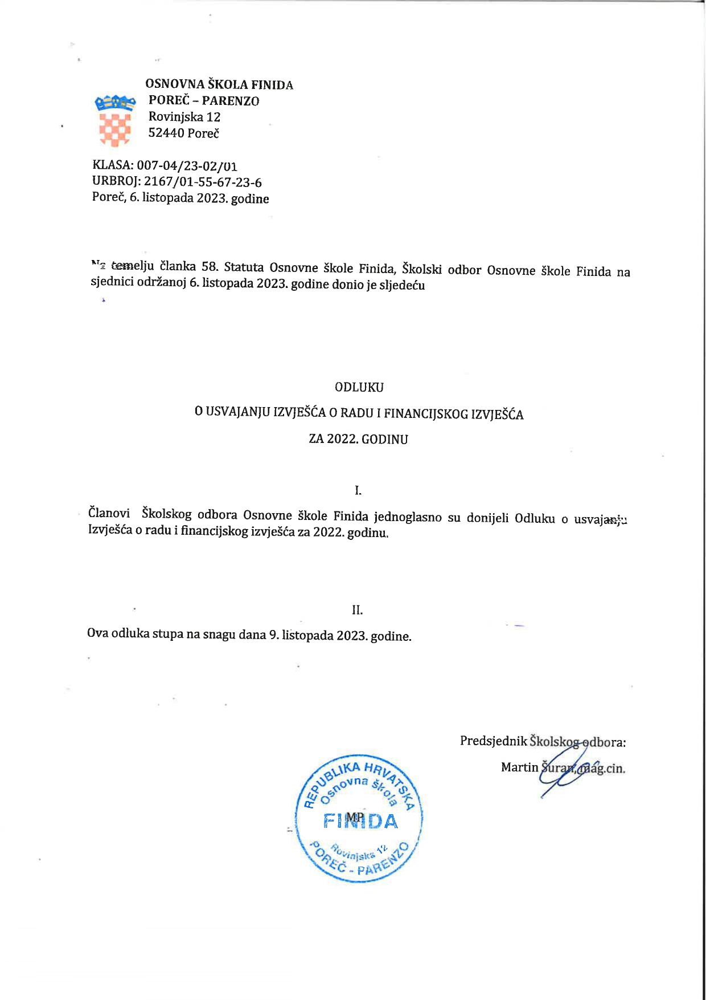 OSNOVNA ŠKOLA FINIDA
POREČ – PARENZO
Rovinjska 12
52440 Poreč
KLASA: 007-04/23-02/01
URBROJ: 2167/01-55-67-23-6
Poreč, 6. listopada 2023. godine
Na temelju članka 58. Statuta Osnovne škole Finida, Školski odbor Osnovne škole Finida na
sjednici održanoj 6. listopada 2023. godine donio je sljedeću
ODLUKU
O USVAJANJU IZVJEŠĆA O RADU I FINANCIJSKOG IZVJEŠĆA
ZA 2022. GODINU
I.
Članovi Školskog odbora Osnovne škole Finida jednoglasno su donijeli Odluku o usvajanju
Izvješća o radu i financijskog izvješća za 2022. godinu.
II.
Ova odluka stupa na snagu dana 9. listopada 2023. godine.
Predsjednik Školskog odbora:
Martin Šuran, mag.cin.
REPUBLIKA HRVATSKA
Osnovna škola
FINIDA
MP
Rovinjska 12
POREČ - PARENZO